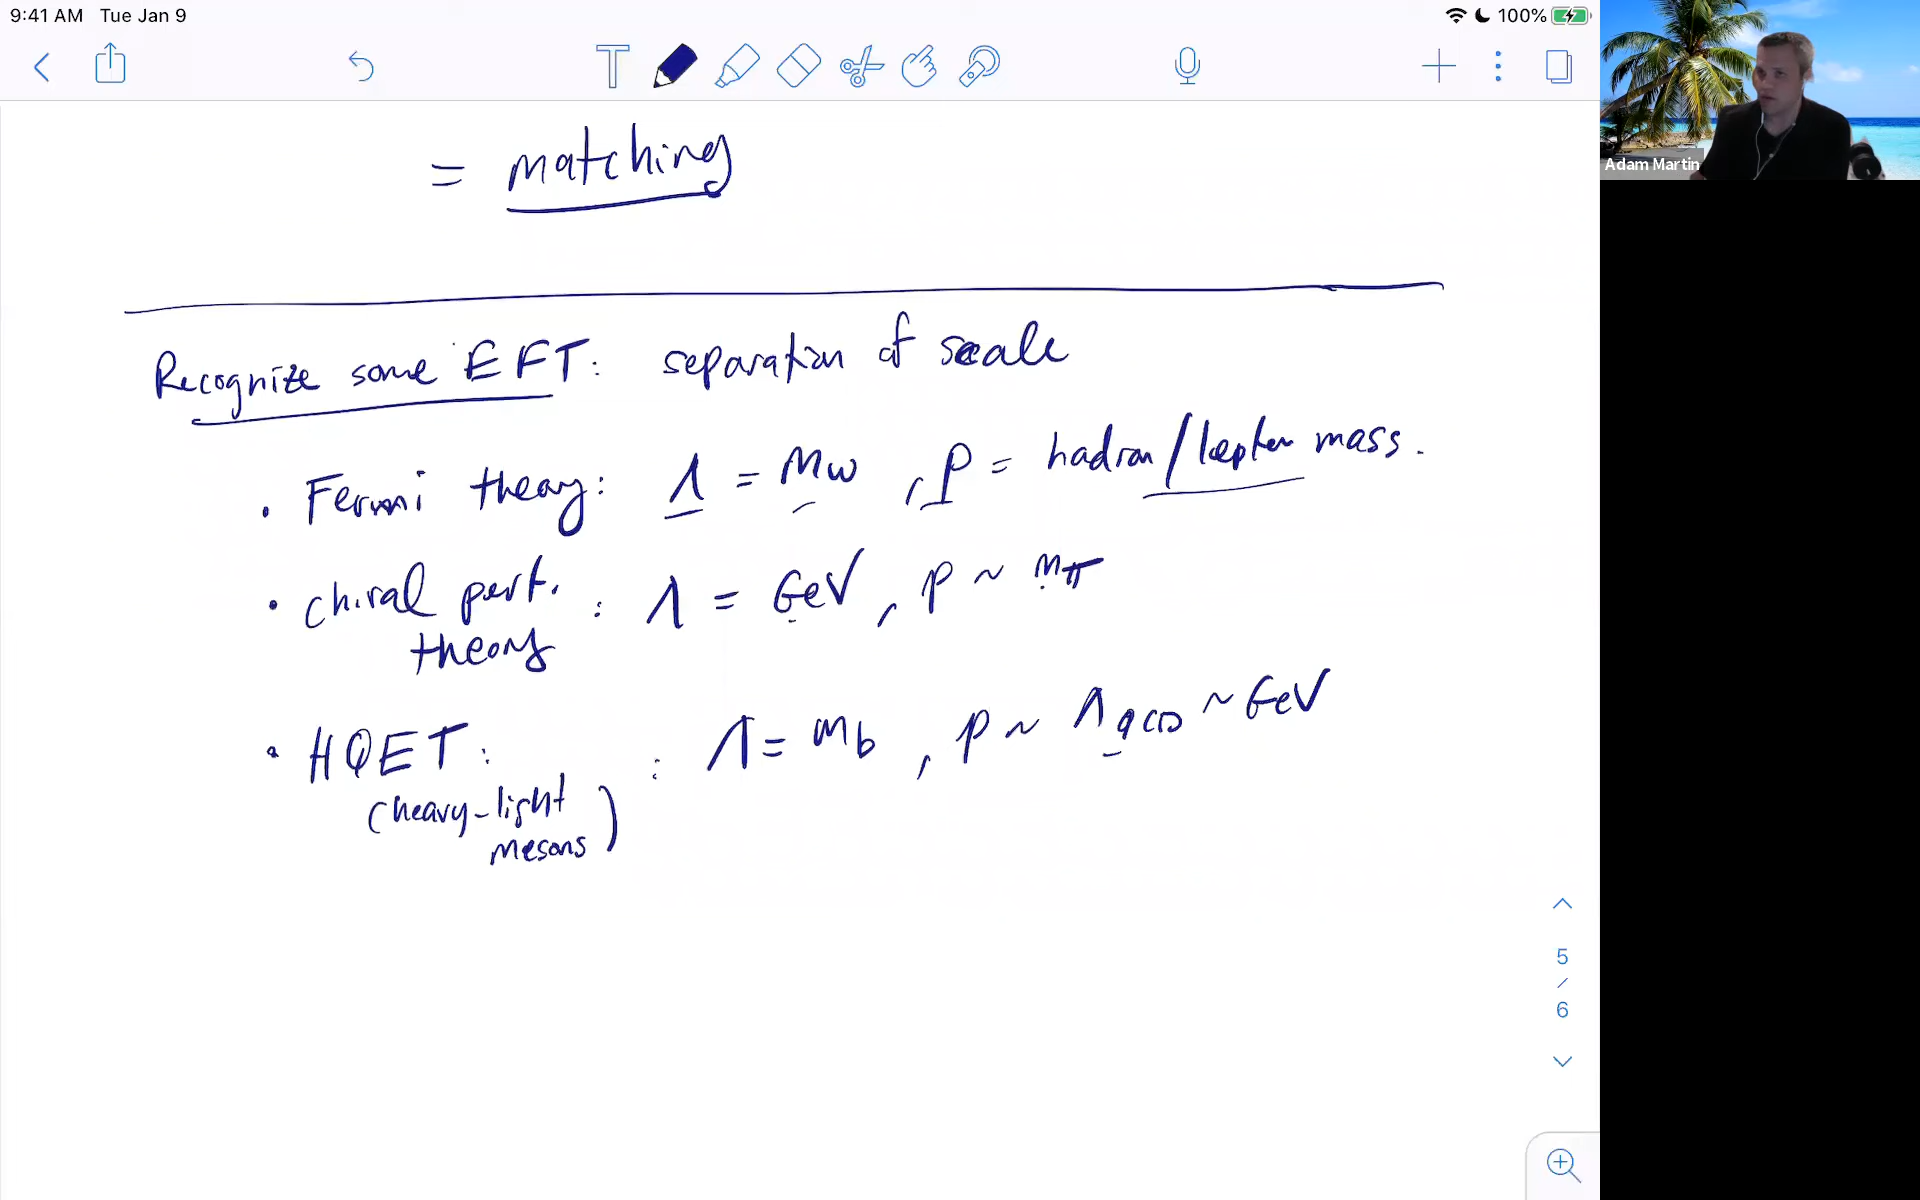 9:41 AM Tue Jan 9
100%
T
Adam Martin
= matching
Recognize some EFT: separation of scale
• Fermi theory: Λ = Mw , p = hadron/lepton mass.
• Chiral pert. theory : Λ = GeV , p ~ mπ
• HQET: : Λ = mb , p ~ ΛQCD ~ GeV
(heavy-light
mesons)
5
/
6